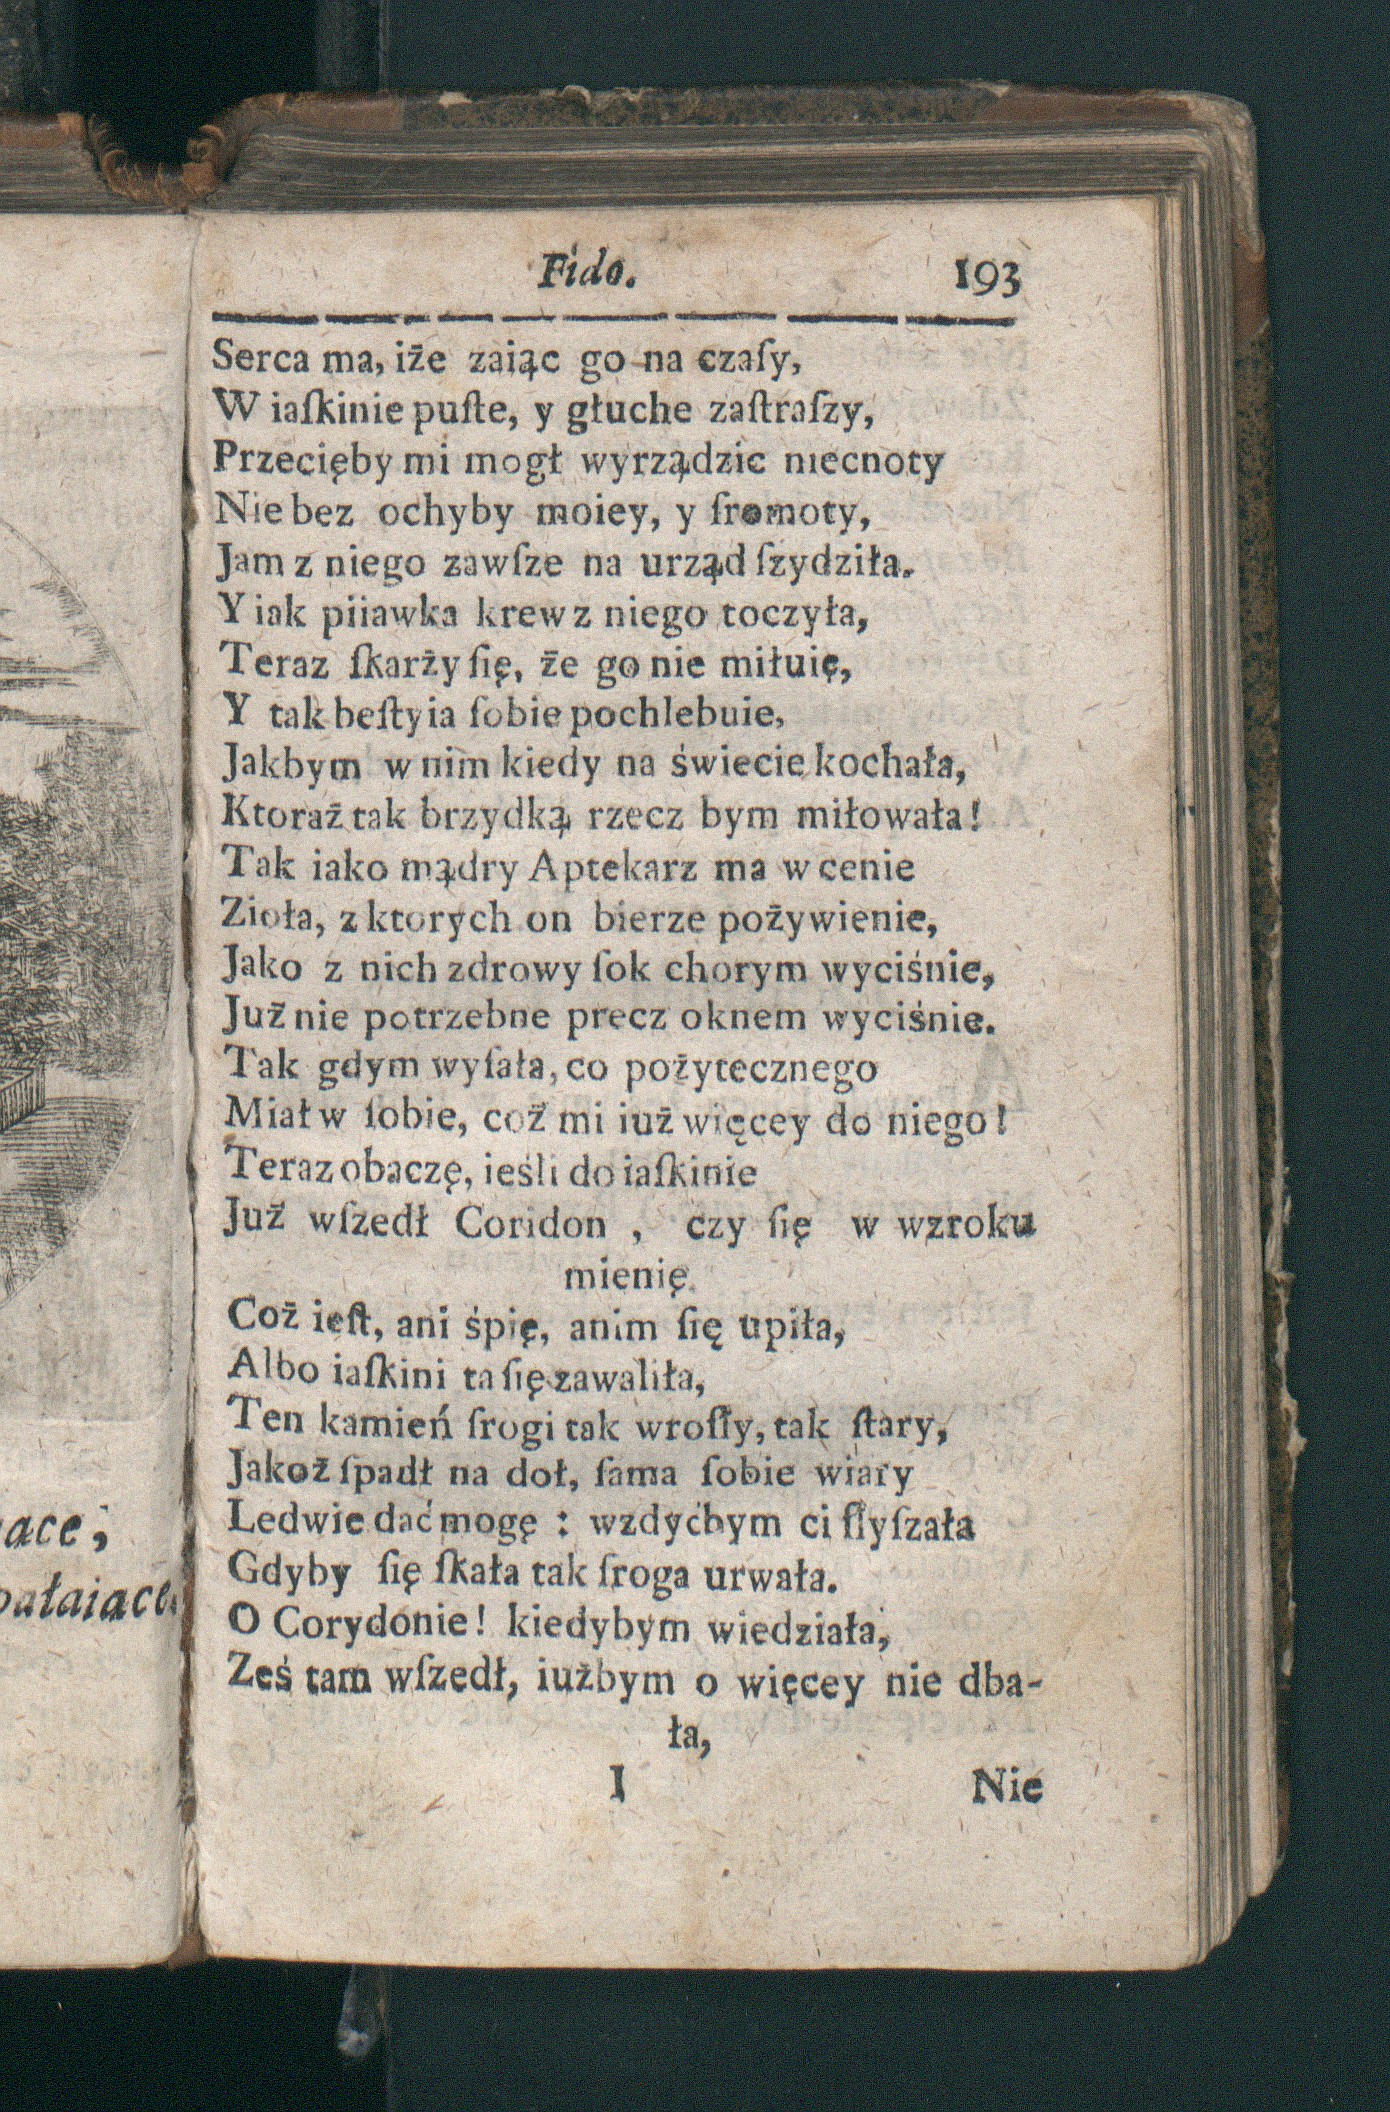 Fido. 193
Serca ma, iże zaiąc go na czaſy,
W iaſkinie puſte, y głuche zaſtraſzy,
Przecięby mi mogł wyrządzic niecnoty
Nie bez ochyby moiey, y ſromoty,
Jam z niego zawſze na urząd ſzydziła.
Y iak piiawka krew z niego toczyła,
Teraz ſkarży ſię, że go nie miłuię,
Y tak beſtyia ſobie pochlebuie,
Jakbym w nim kiedy na świecie kochała,
Ktoraż tak brzydką rzecz bym miłowała!
Tak iako mądry Aptekarz ma w cenie
Zioła, z ktorych on bierze pożywienie,
Jako z nich zdrowy ſok chorym wyciśnie,
Już nie potrzebne precz oknem wyciśnie.
Tak gdym wyſała, co pożytecznego
Miał w ſobie, coż mi iuż więcey do niego!
Teraz obaczę, ieśli do iaſkinie
Już wſzedł Coridon , czy ſię w wzroku
mienię
Coż ieſt, ani śpię, anim ſię upiła,
Albo iaſkini ta ſię zawaliła,
Ten kamień ſrogi tak wroſły, tak ſtary,
Jakoż ſpadł na doł, ſama ſobie wiary
Ledwie dać mogę : wzdyćbym ci ſłyſzała
Gdyby ſię ſkała tak ſroga urwała.
O Corydonie! kiedybym wiedziała,
Ześ tam wſzedł, iużbym o więcey nie dba-
ła,
I Nie
ace,
pałaiące.